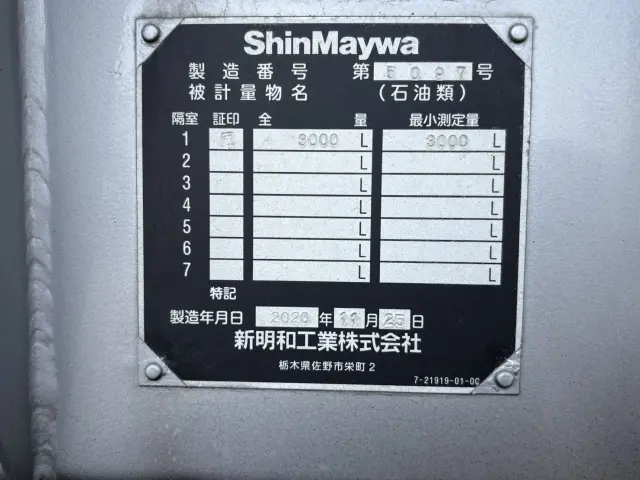 ShinMaywa
製造番号 第 5097 号
被計量物名 (石油類)
隔室 証印 全 量 最小測定量
1 3000 L 3000 L
2 L L
3 L L
4 L L
5 L L
6 L L
7 L L
特記
製造年月日 2020 年 11 月 25 日
新明和工業株式会社
栃木県佐野市栄町2
7-21919-01-00